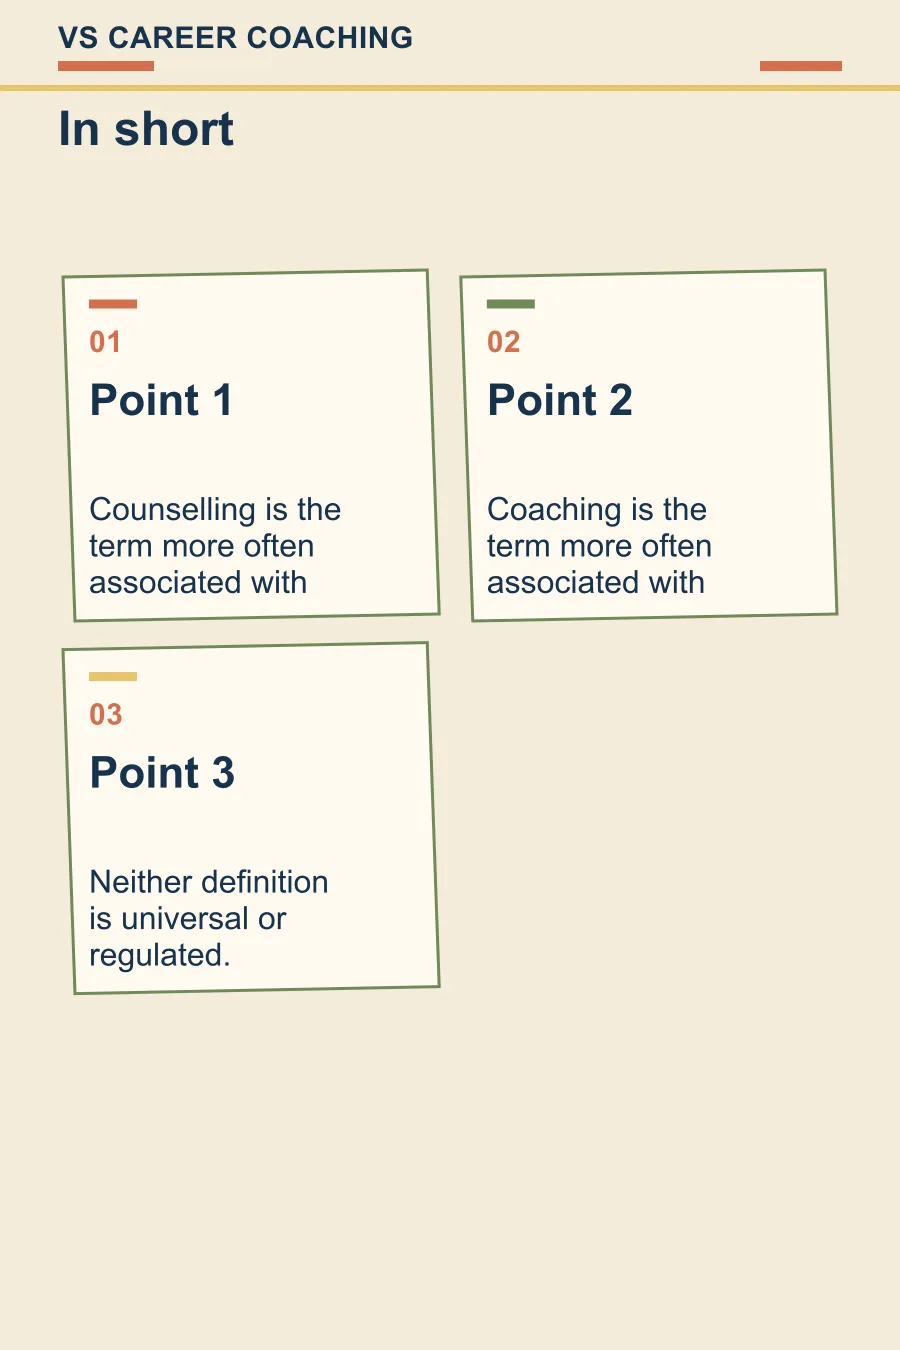 VS CAREER COACHING
In short
01
Point 1
Counselling is the
term more often
associated with
02
Point 2
Coaching is the
term more often
associated with
03
Point 3
Neither definition
is universal or
regulated.